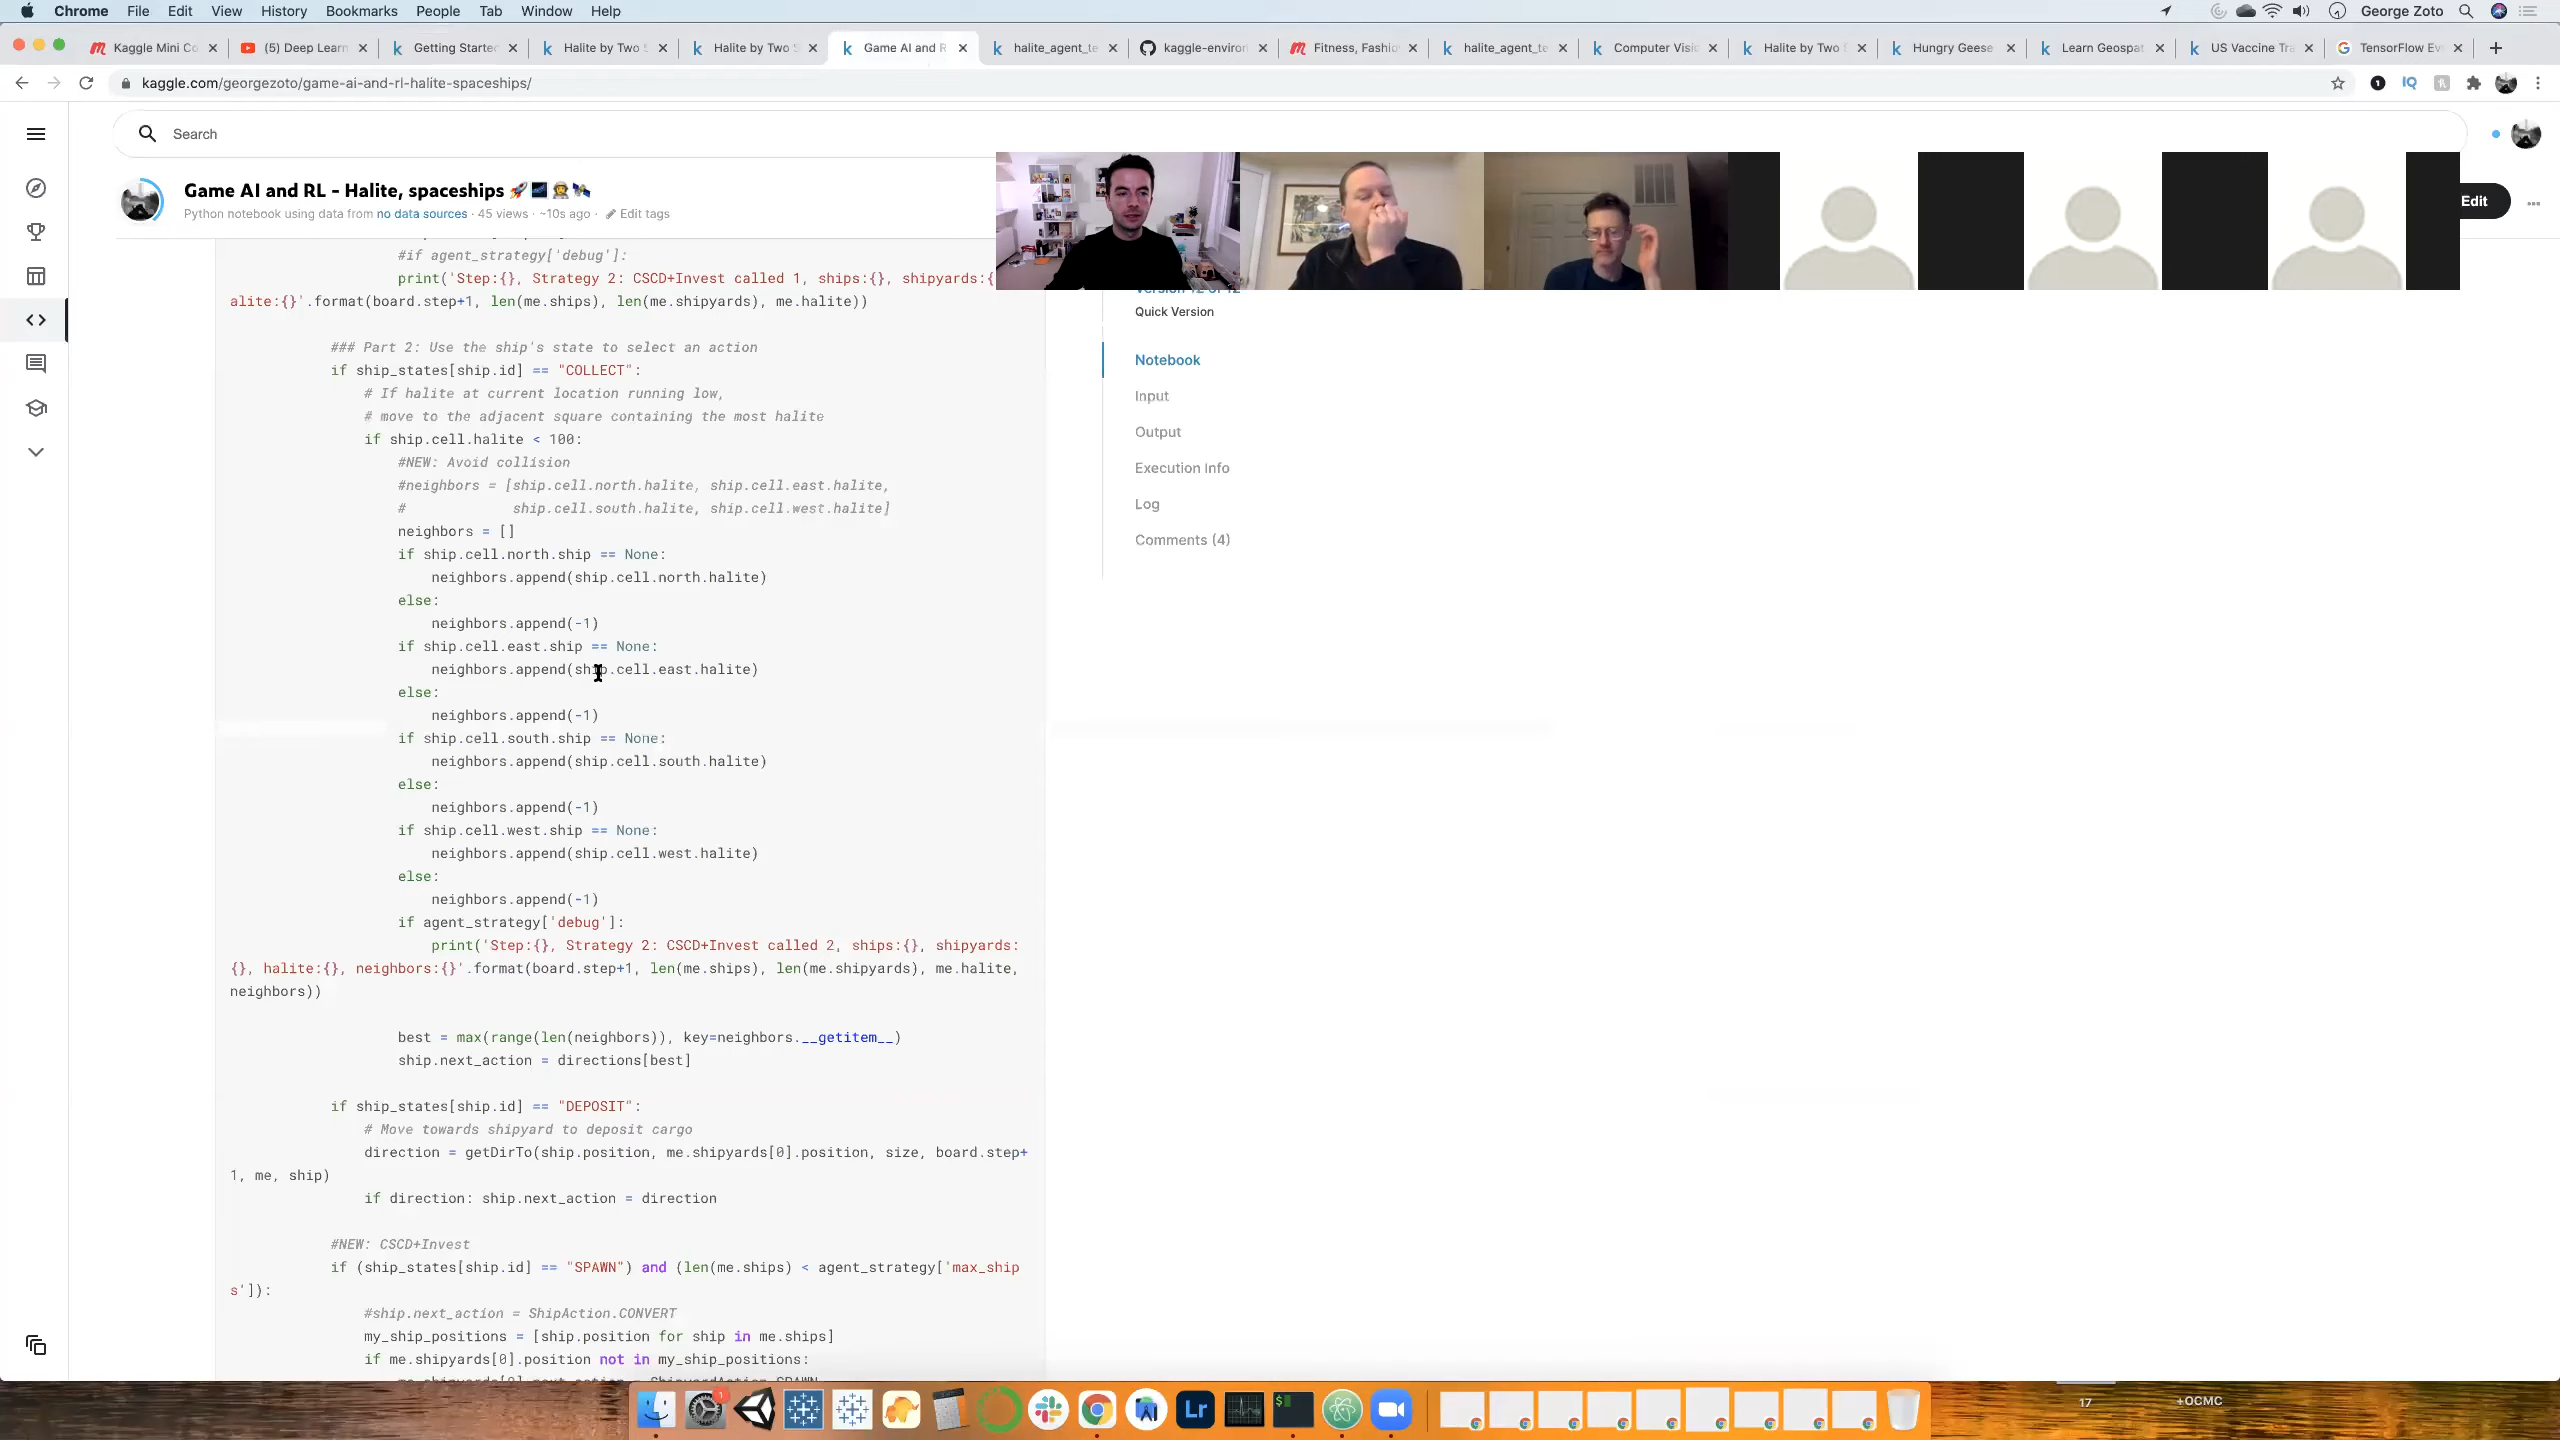 Chrome File Edit View History Bookmarks People Tab Window Help George Zoto
Kaggle Mini Co (5) Deep Learn Getting Starte Halite by Two S Halite by Two S Game AI and R halite_agent_te kaggle-environ Fitness, Fashio halite_agent_te Computer Visio Halite by Two S Hungry Geese Learn Geospat US Vaccine Tra TensorFlow Ev
kaggle.com/georgezoto/game-ai-and-rl-halite-spaceships/
Search
Game AI and RL - Halite, spaceships 🚀🌌👨‍🚀🛰
Python notebook using data from no data sources · 45 views · ~10s ago · Edit tags
Edit
#if agent_strategy['debug']:
print('Step:{}, Strategy 2: CSCD+Invest called 1, ships:{}, shipyards:{
alite:{}'.format(board.step+1, len(me.ships), len(me.shipyards), me.halite))
### Part 2: Use the ship's state to select an action
if ship_states[ship.id] == "COLLECT":
# If halite at current location running low,
# move to the adjacent square containing the most halite
if ship.cell.halite < 100:
#NEW: Avoid collision
#neighbors = [ship.cell.north.halite, ship.cell.east.halite,
# ship.cell.south.halite, ship.cell.west.halite]
neighbors = []
if ship.cell.north.ship == None:
neighbors.append(ship.cell.north.halite)
else:
neighbors.append(-1)
if ship.cell.east.ship == None:
neighbors.append(ship.cell.east.halite)
else:
neighbors.append(-1)
if ship.cell.south.ship == None:
neighbors.append(ship.cell.south.halite)
else:
neighbors.append(-1)
if ship.cell.west.ship == None:
neighbors.append(ship.cell.west.halite)
else:
neighbors.append(-1)
if agent_strategy['debug']:
print('Step:{}, Strategy 2: CSCD+Invest called 2, ships:{}, shipyards:
{}, halite:{}, neighbors:{}'.format(board.step+1, len(me.ships), len(me.shipyards), me.halite,
neighbors))
best = max(range(len(neighbors)), key=neighbors.__getitem__)
ship.next_action = directions[best]
if ship_states[ship.id] == "DEPOSIT":
# Move towards shipyard to deposit cargo
direction = getDirTo(ship.position, me.shipyards[0].position, size, board.step+
1, me, ship)
if direction: ship.next_action = direction
#NEW: CSCD+Invest
if (ship_states[ship.id] == "SPAWN") and (len(me.ships) < agent_strategy['max_ship
s']):
#ship.next_action = ShipAction.CONVERT
my_ship_positions = [ship.position for ship in me.ships]
if me.shipyards[0].position not in my_ship_positions:
Version 12 of 12
Quick Version
Notebook
Input
Output
Execution Info
Log
Comments (4)
Lr
17
+OCMC